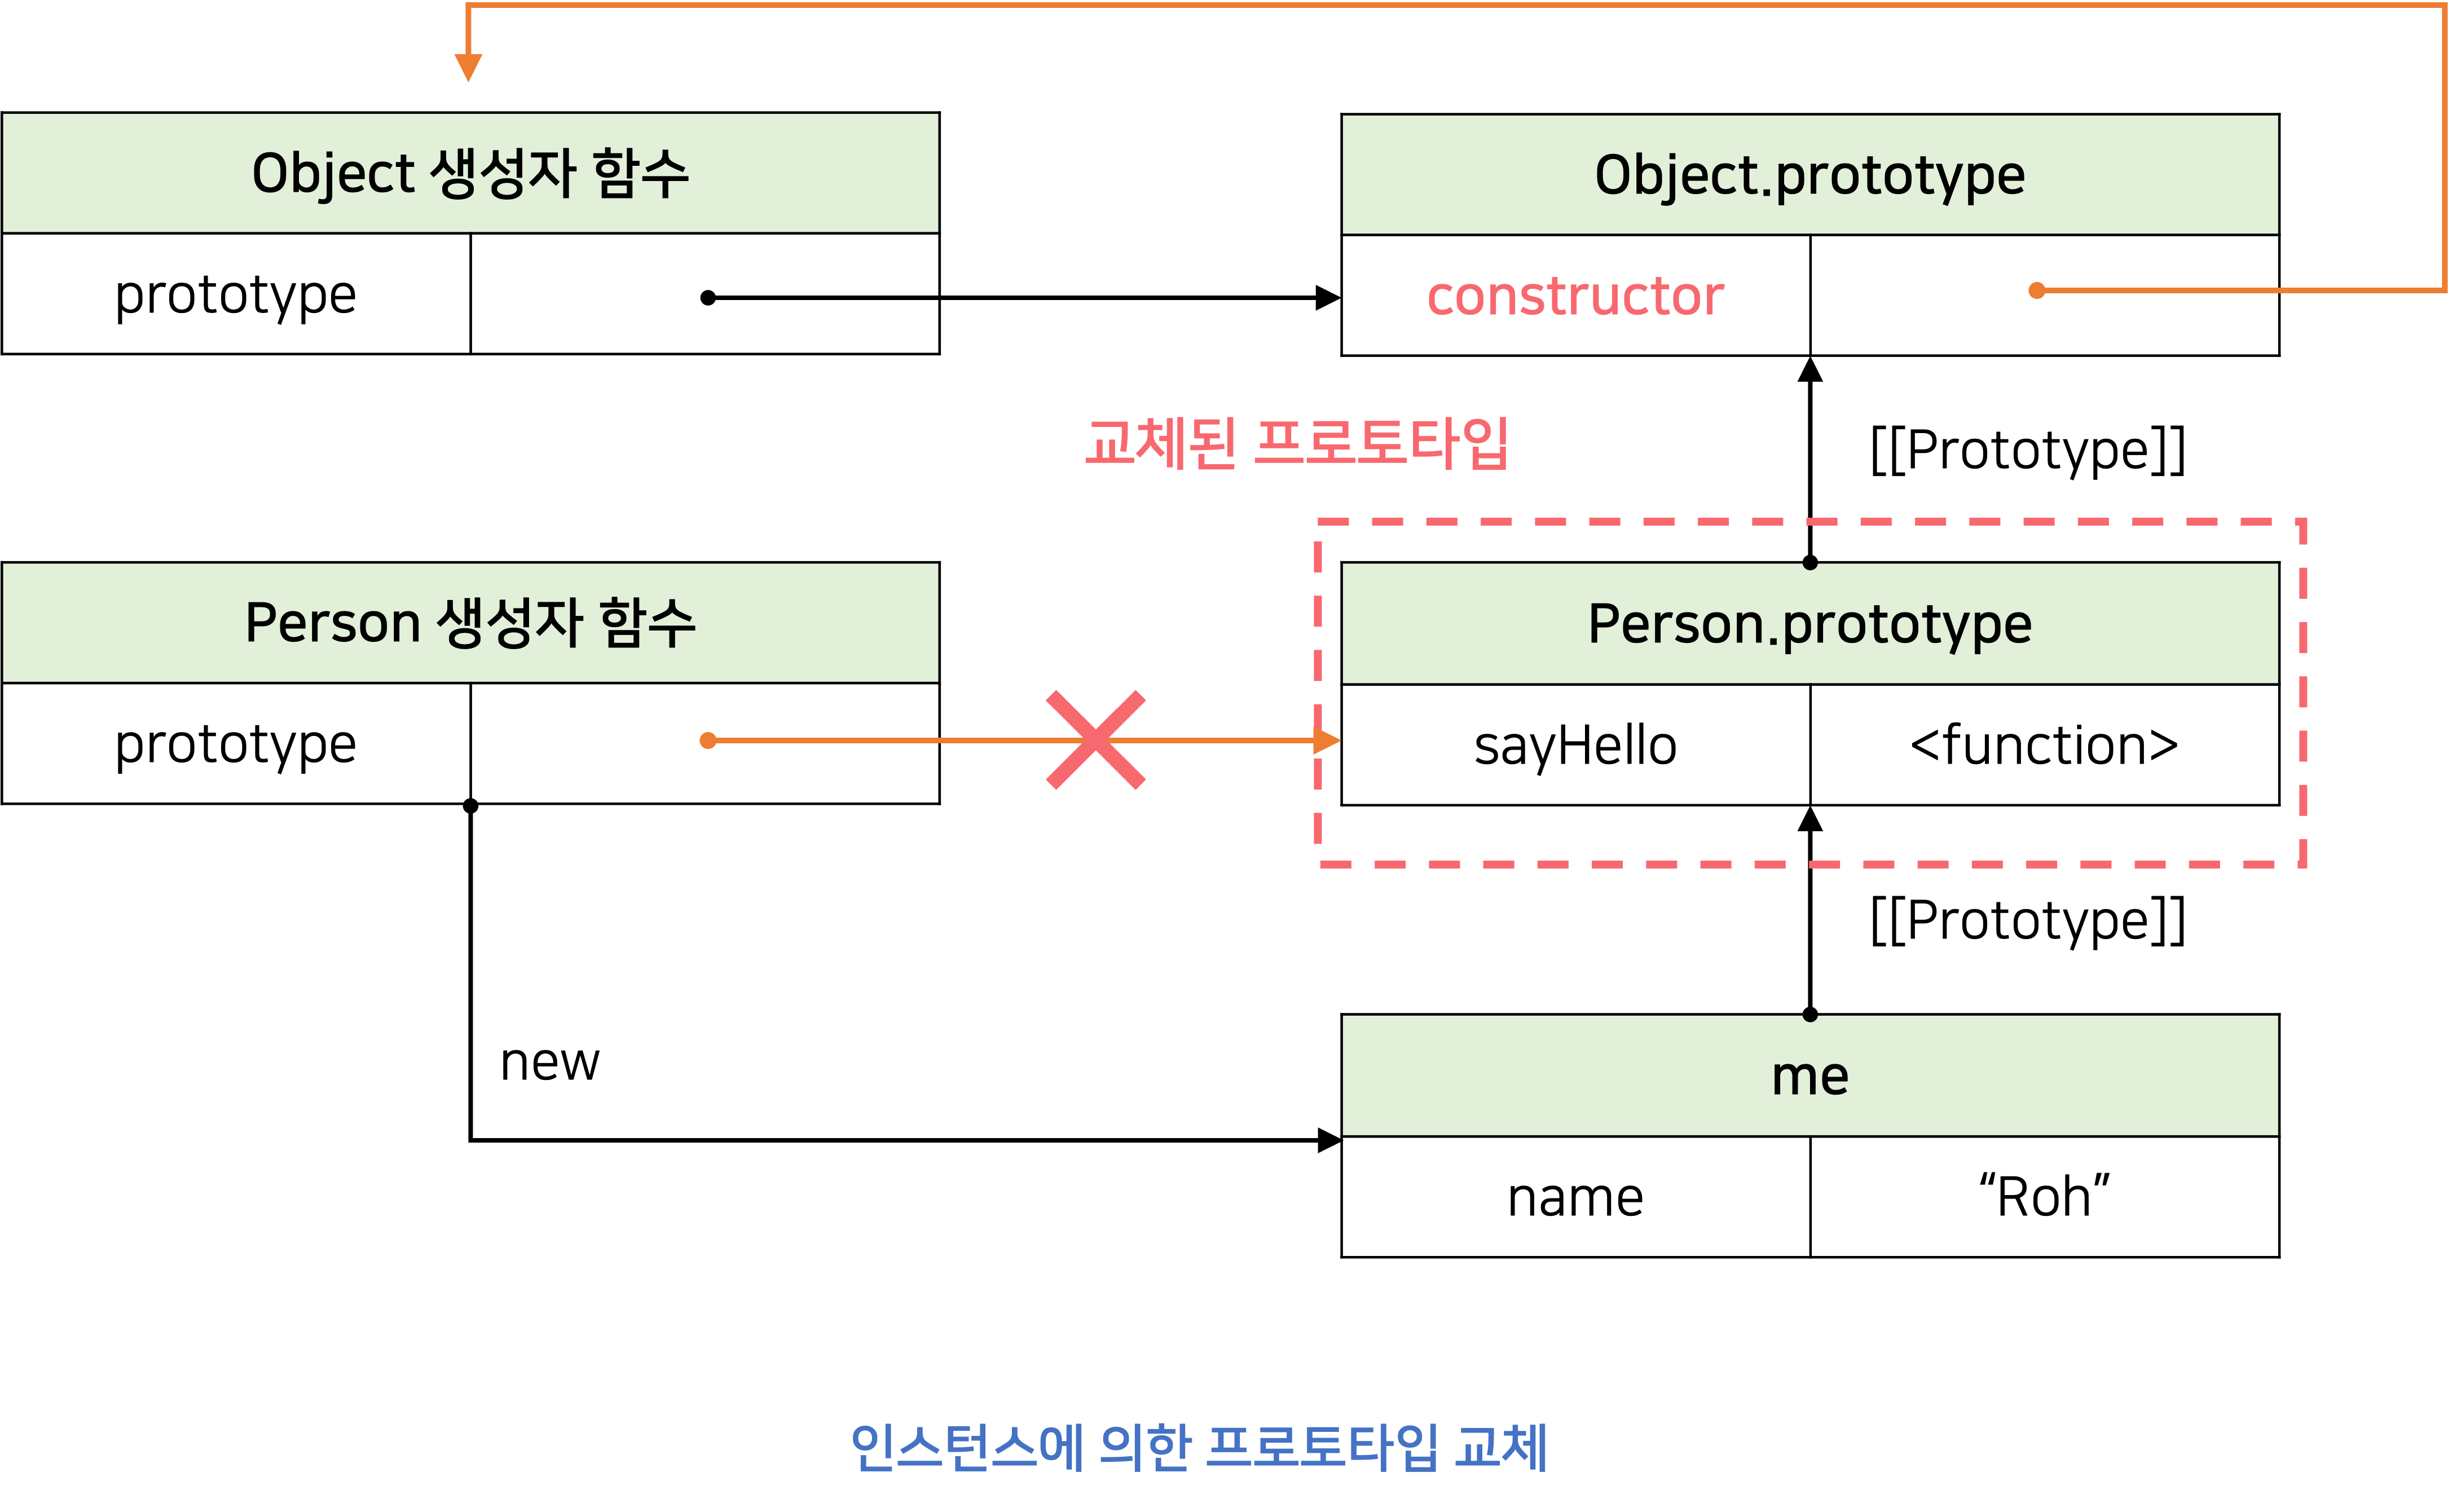 Object 생성자 함수
Object.prototype
prototype
constructor
교체된 프로토타입
[[Prototype]]
Person 생성자 함수
Person.prototype
prototype
sayHello
<function>
[[Prototype]]
new
me
name
“Roh”
인스턴스에 의한 프로토타입 교체